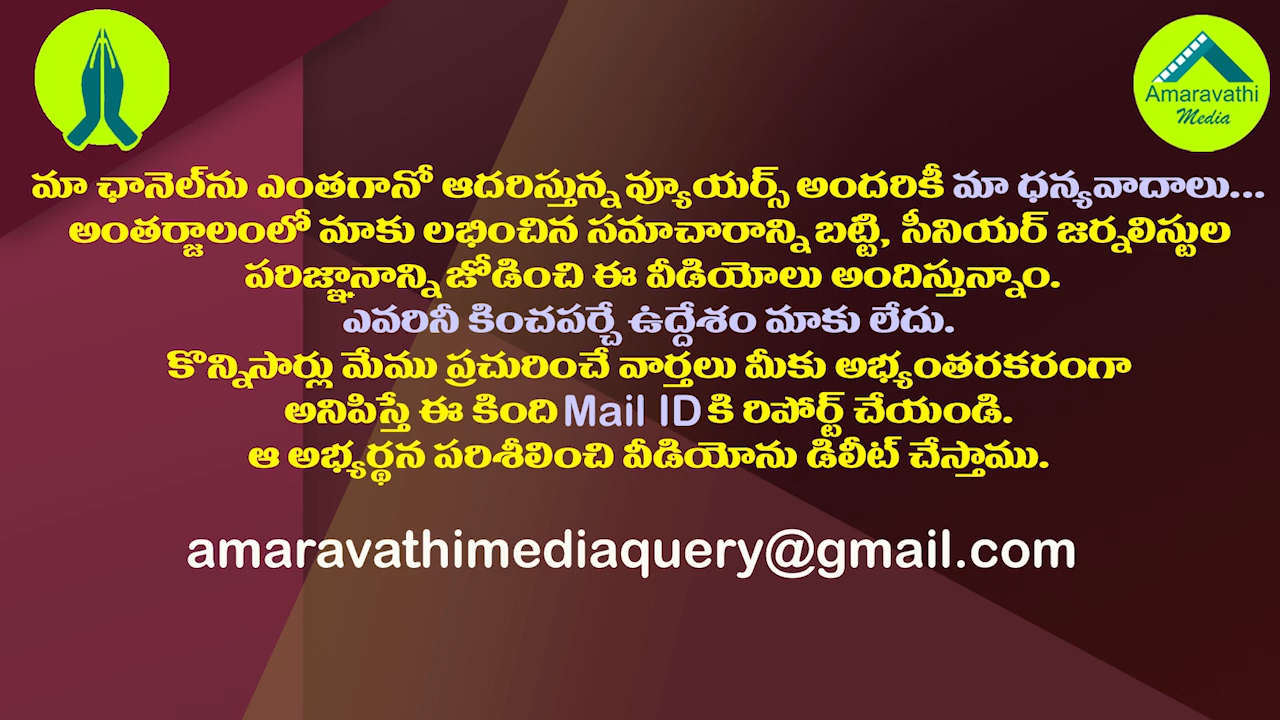 Amaravathi
Media
మా ఛానెల్‌ను ఎంతగానో ఆదరిస్తున్న వ్యూయర్స్ అందరికీ మా ధన్యవాదాలు...
అంతర్జాలంలో మాకు లభించిన సమాచారాన్ని బట్టి, సీనియర్ జర్నలిస్టుల
పరిజ్ఞానాన్ని జోడించి ఈ వీడియోలు అందిస్తున్నాం.
ఎవరినీ కించపర్చే ఉద్దేశం మాకు లేదు.
కొన్నిసార్లు మేము ప్రచురించే వార్తలు మీకు అభ్యంతరకరంగా
అనిపిస్తే ఈ కింది Mail ID కి రిపోర్ట్ చేయండి.
ఆ అభ్యర్థన పరిశీలించి వీడియోను డిలీట్ చేస్తాము.
amaravathimediaquery@gmail.com